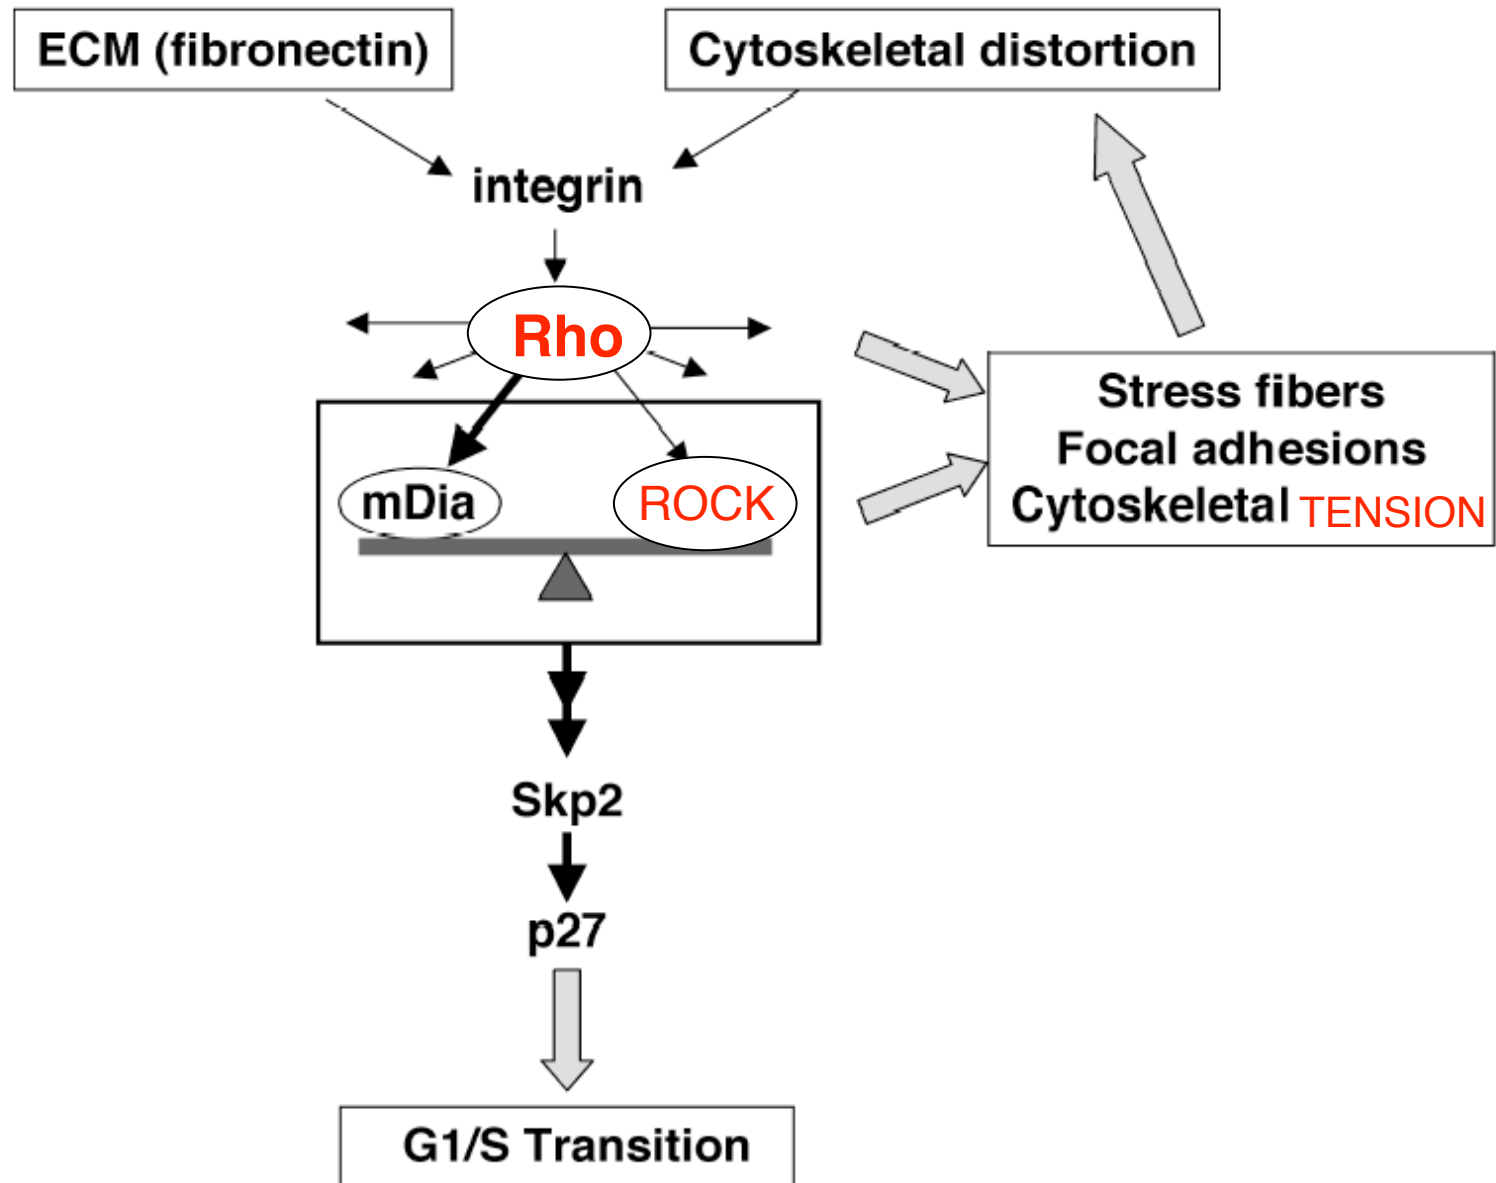 ECM (fibronectin)
Cytoskeletal distortion
integrin
Rho
mDia
ROCK
Stress fibers
Focal adhesions
Cytoskeletal TENSION
Skp2
p27
G1/S Transition